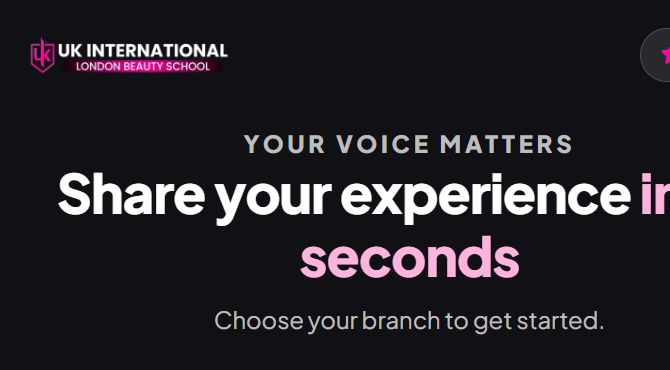 UK INTERNATIONAL
LONDON BEAUTY SCHOOL
YOUR VOICE MATTERS
Share your experience
seconds
Choose your branch to get started.